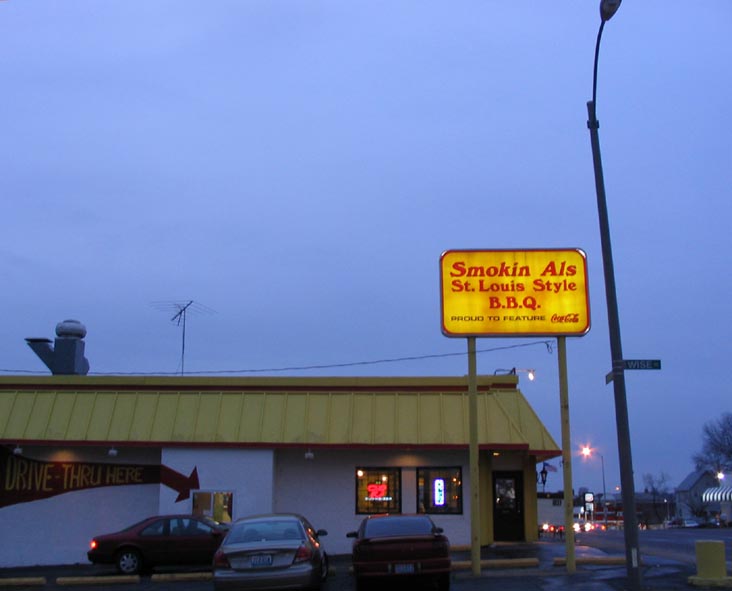 Smokin Als
St. Louis Style
B.B.Q.
PROUD TO FEATURE Coca-Cola
WISE
DRIVE-THRU HERE